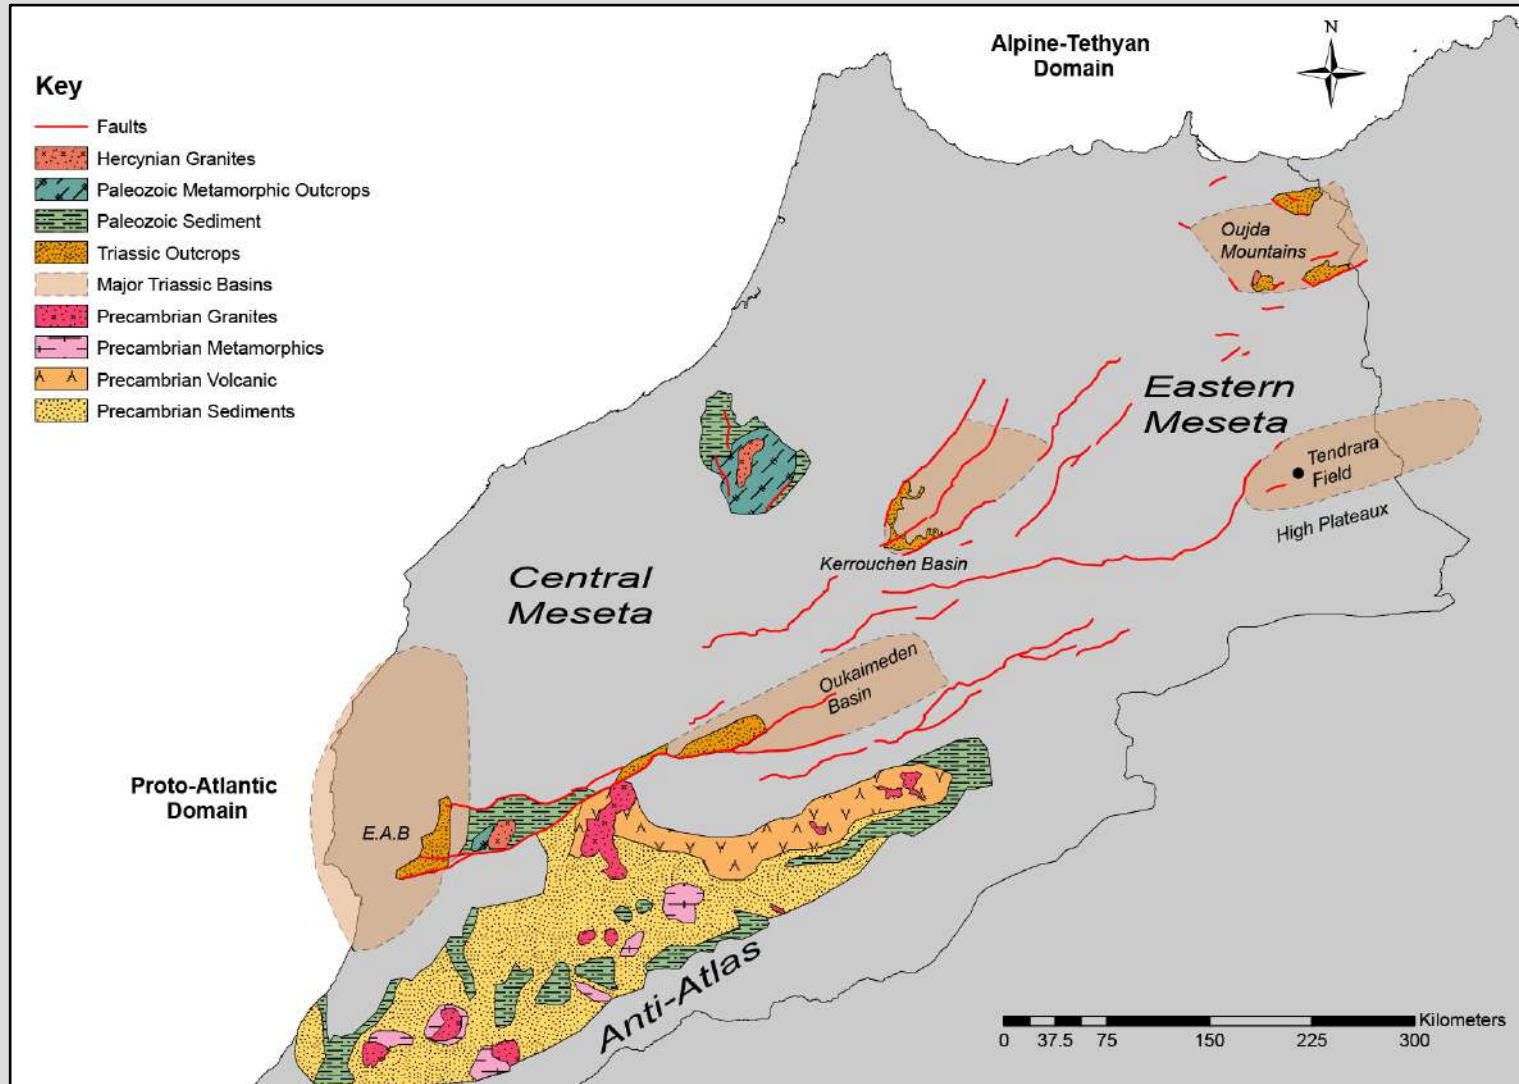 Alpine-Tethyan
Domain
N
Key
Faults
Hercynian Granites
Paleozoic Metamorphic Outcrops
Paleozoic Sediment
Triassic Outcrops
Major Triassic Basins
Precambrian Granites
Precambrian Metamorphics
Precambrian Volcanic
Precambrian Sediments
Oujda
Mountains
Eastern
Meseta
Tendrara
Field
High Plateaux
Kerrouchen Basin
Central
Meseta
Oukaimeden
Basin
Proto-Atlantic
Domain
E.A.B
Anti-Atlas
Kilometers
0 37.5 75 150 225 300